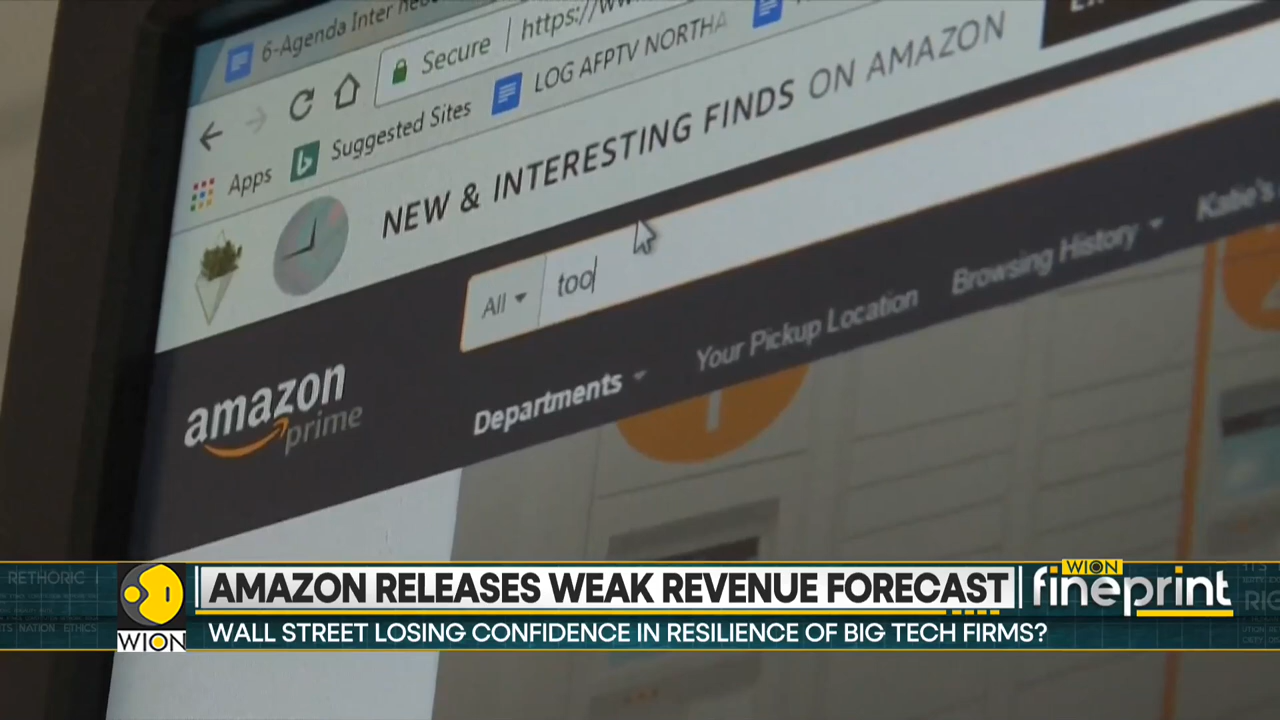 6-Agenda Inter
Secure
https://w
Apps
Suggested Sites
LOG AFPTV NORTHA
NEW & INTERESTING FINDS ON AMAZON
All
too
amazon
prime
Departments
Your Pickup Location
Browsing History
Katie's
1
RETHORIC
NATION ETHICS
WION
AMAZON RELEASES WEAK REVENUE FORECAST
WALL STREET LOSING CONFIDENCE IN RESILIENCE OF BIG TECH FIRMS?
WION
fineprint